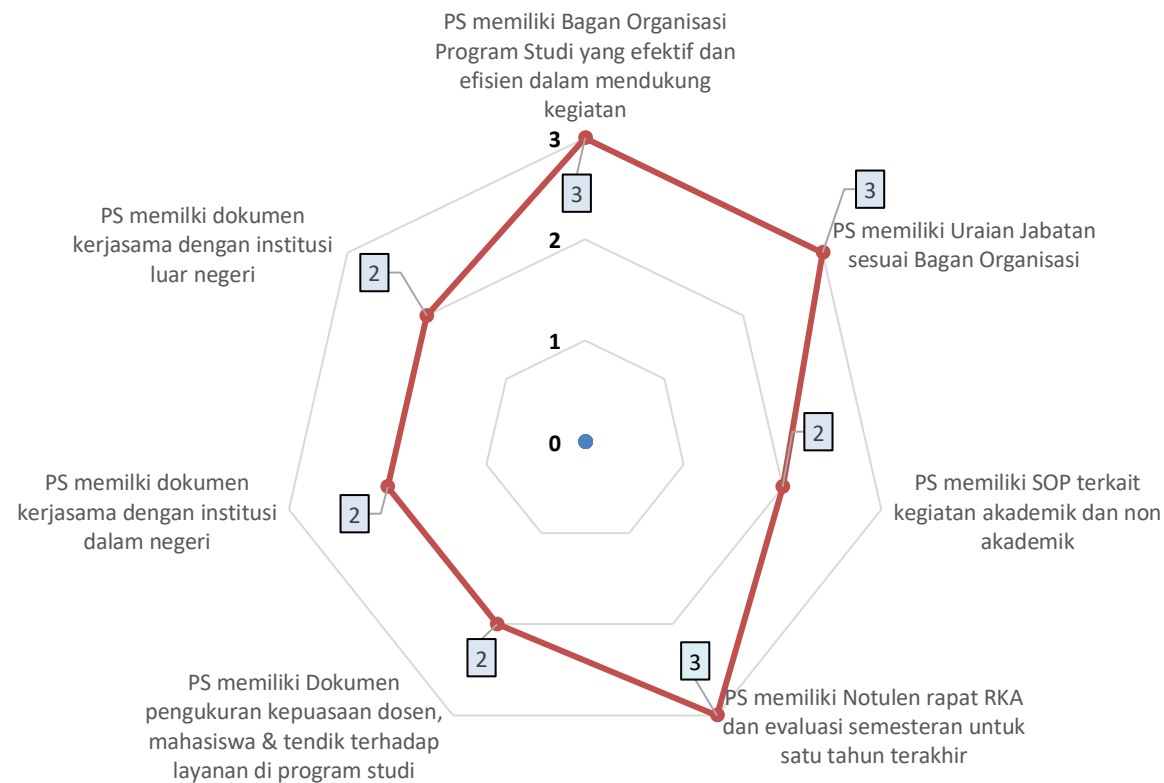 PS memiliki Bagan Organisasi
Program Studi yang efektif dan
efisien dalam mendukung
kegiatan
3
3
3
PS memiliki Uraian Jabatan
sesuai Bagan Organisasi
PS memilki dokumen
kerjasama dengan institusi
luar negeri
2
2
1
0
2
PS memiliki SOP terkait
kegiatan akademik dan non
akademik
PS memilki dokumen
kerjasama dengan institusi
dalam negeri
2
2
3
PS memiliki Dokumen
pengukuran kepuasaan dosen,
mahasiswa & tendik terhadap
layanan di program studi
PS memiliki Notulen rapat RKA
dan evaluasi semesteran untuk
satu tahun terakhir